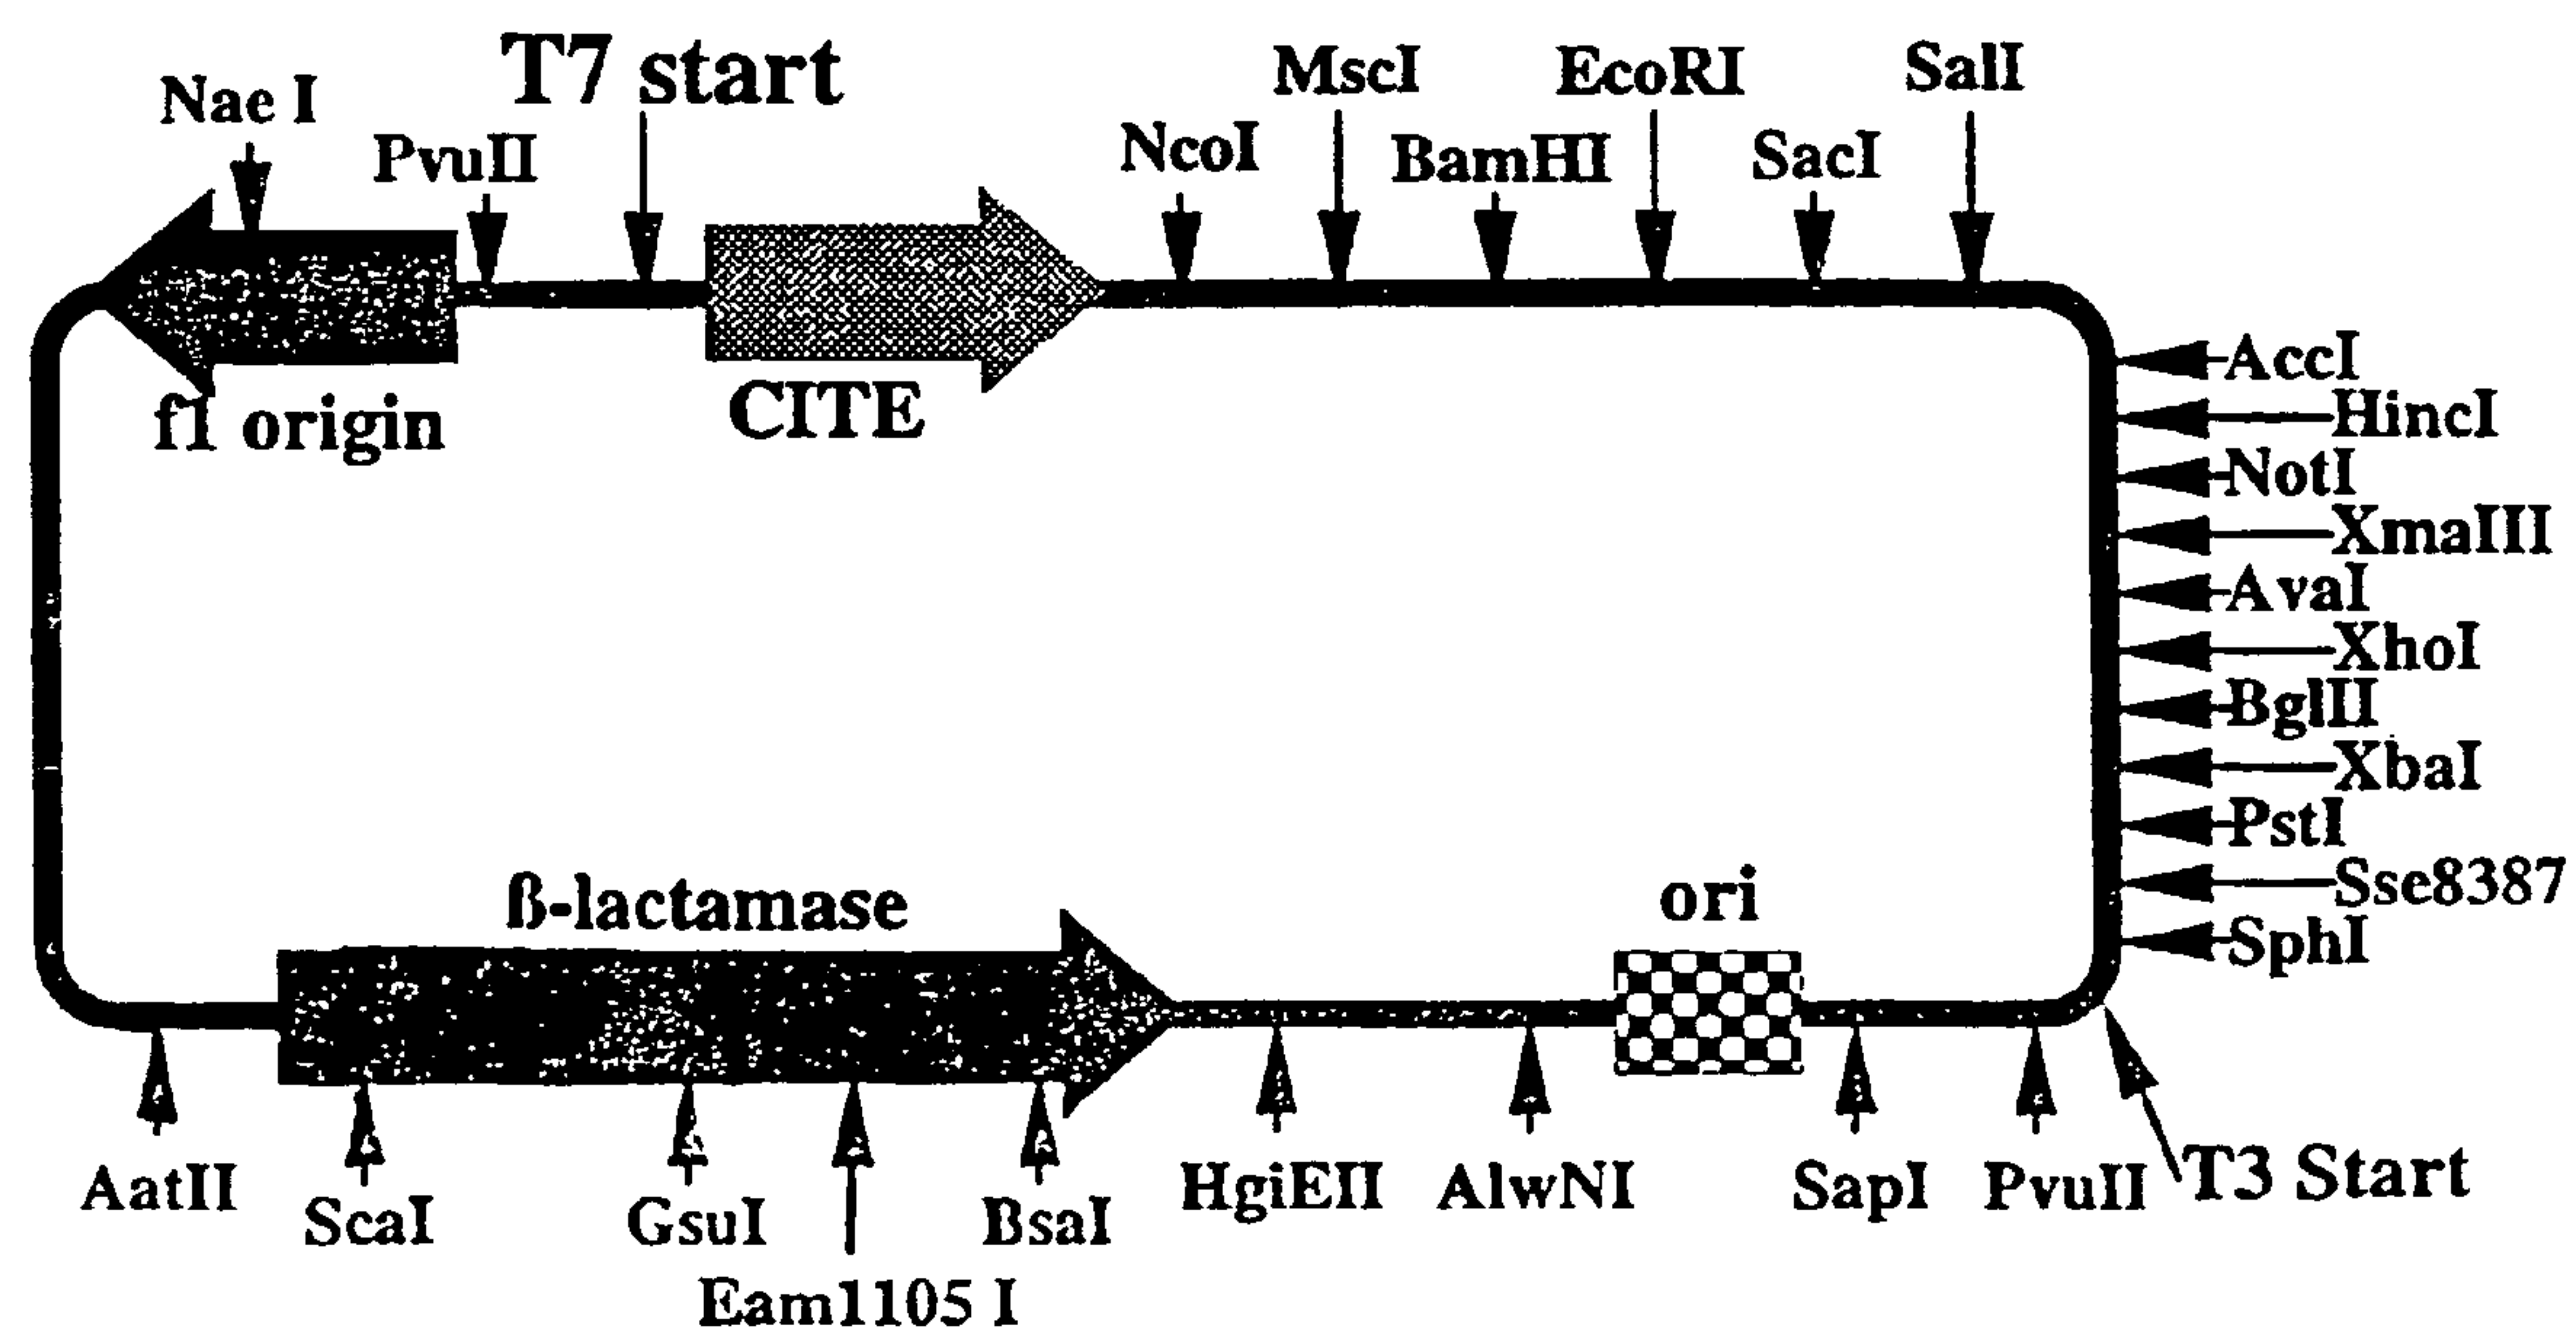 T7 start
Nae I
PvuII
NcoI
MscI
BamHI
EcoRI
SacI
SalI
f1 origin
CITE
AccI
HincI
NotI
XmaIII
AvaI
XhoI
BglII
XbaI
PstI
Sse8387
SphI
ß-lactamase
ori
AatII
ScaI
GsuI
Eam1105 I
BsaI
HgiEII
AlwNI
SapI
PvuII
T3 Start